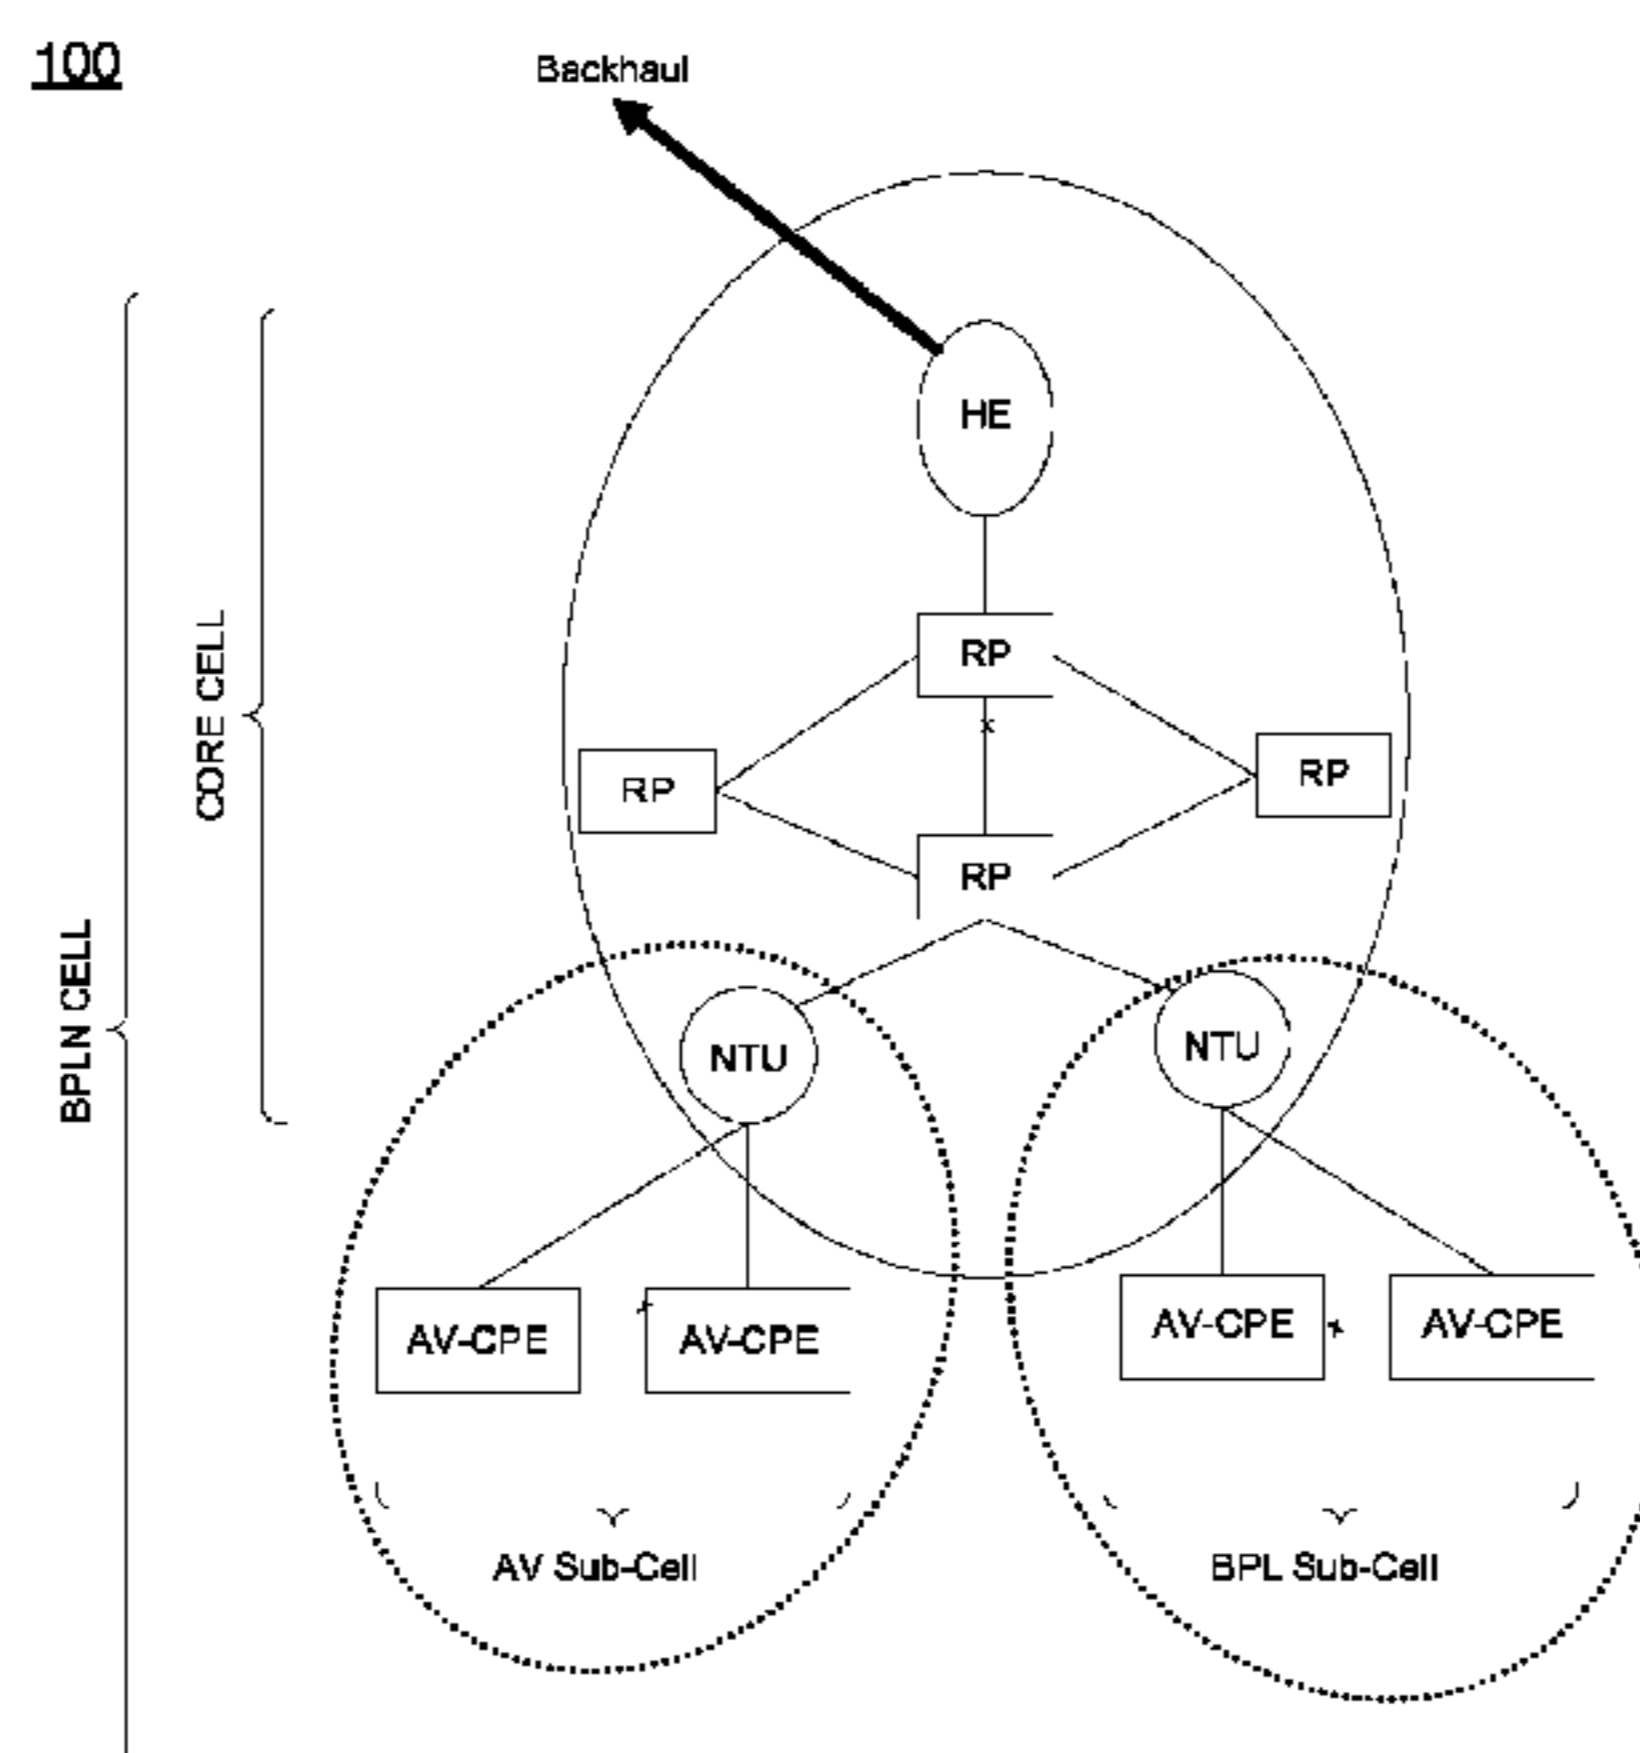 100
Backhaul
HE
RP
RP
RP
RP
CORE CELL
BPLN CELL
NTU
NTU
AV-CPE
AV-CPE
AV-CPE
AV-CPE
AV Sub-Cell
BPL Sub-Cell